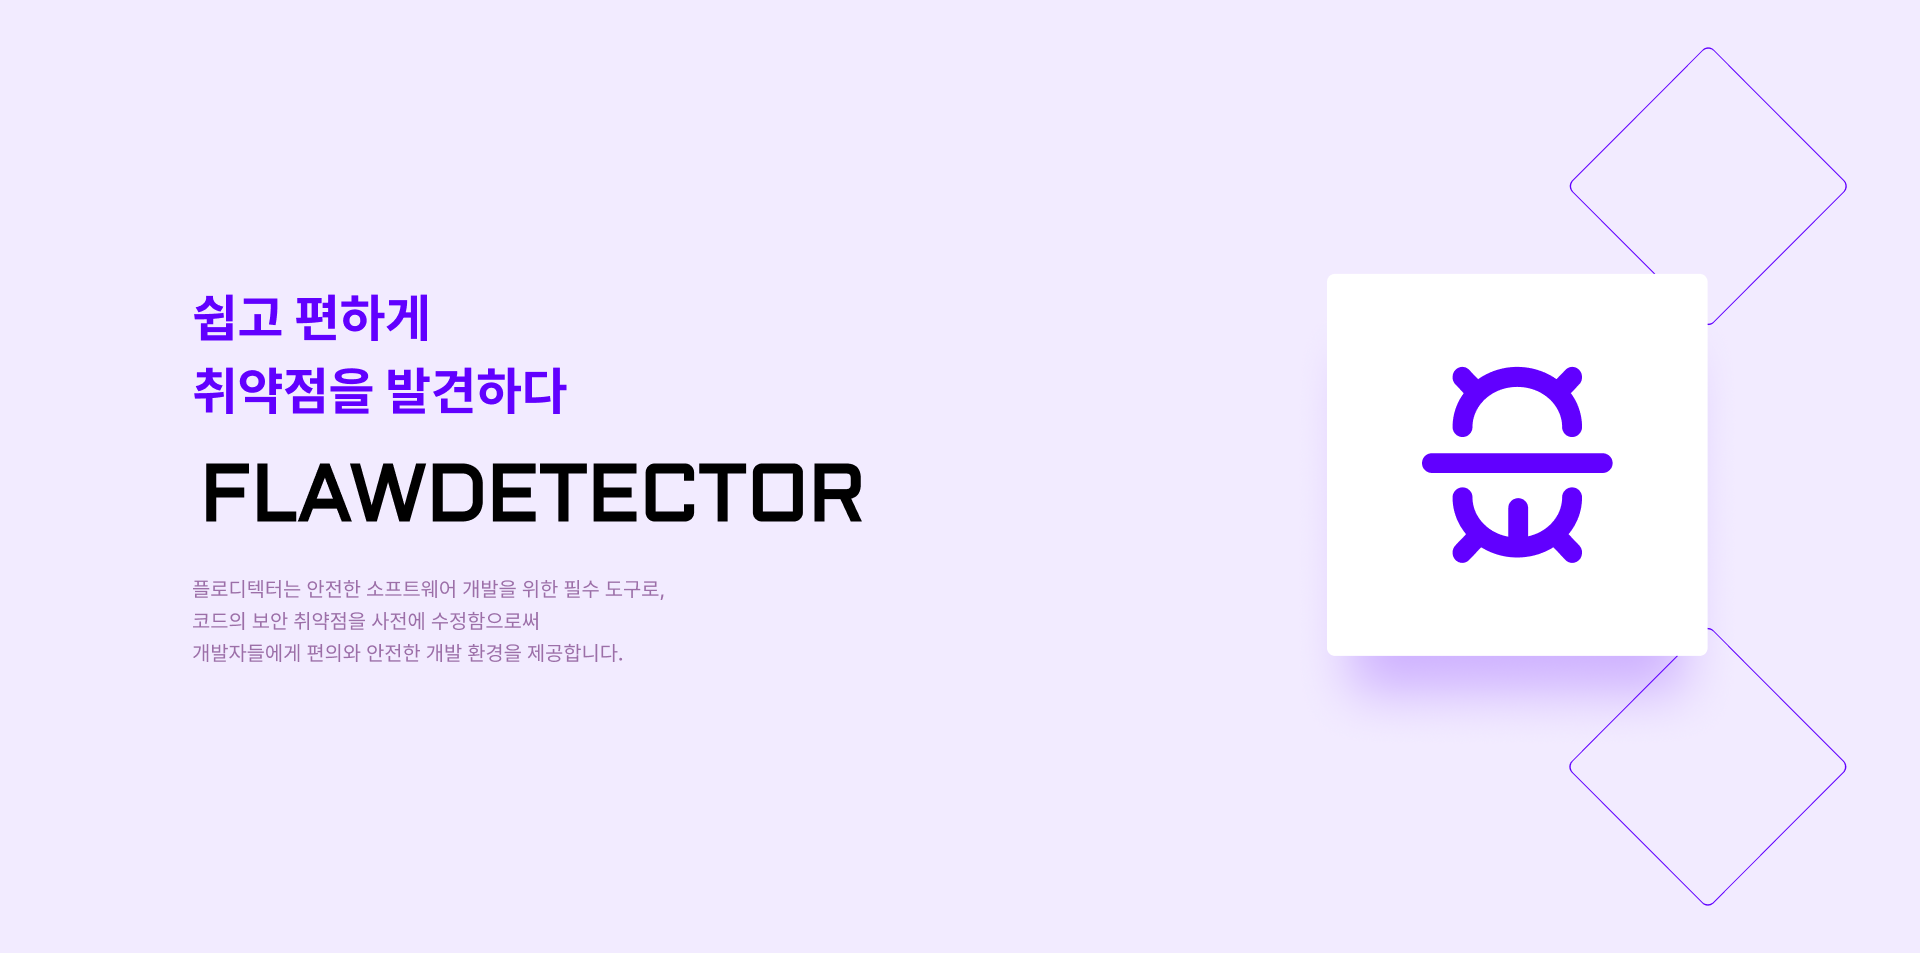 쉽고 편하게
취약점을 발견하다
FLAWDETECTOR
플로디텍터는 안전한 소프트웨어 개발을 위한 필수 도구로,
코드의 보안 취약점을 사전에 수정함으로써
개발자들에게 편의와 안전한 개발 환경을 제공합니다.